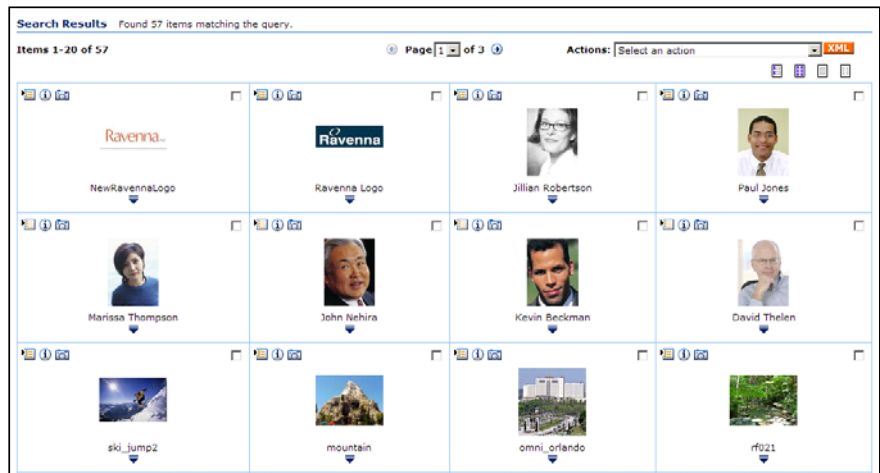 Search Results Found 57 items matching the query.
Items 1-20 of 57 Page 1 of 3 Actions: Select an action XML
Ravenna
Ravenna
NewRavennaLogo Ravenna Logo Jillian Robertson Paul Jones
Marissa Thompson John Nehira Kevin Beckman David Thelen
ski_jump2 mountain omni_orlando rf021